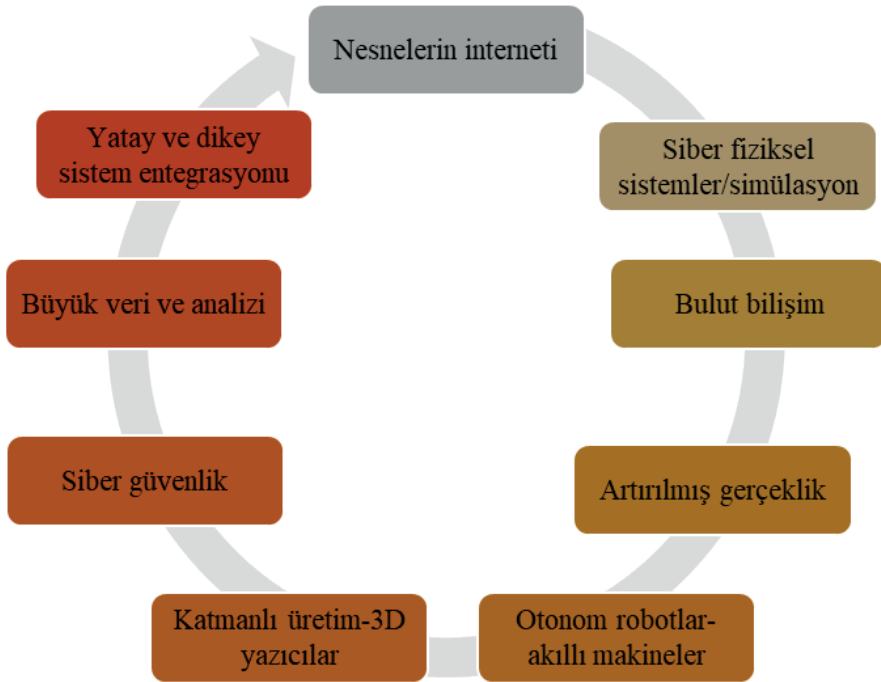 Nesnelerin interneti
Siber fiziksel
sistemler/simülasyon
Bulut bilişim
Artırılmış gerçeklik
Otonom robotlar-
akıllı makineler
Katmanlı üretim-3D
yazıcılar
Siber güvenlik
Büyük veri ve analizi
Yatay ve dikey
sistem entegrasyonu